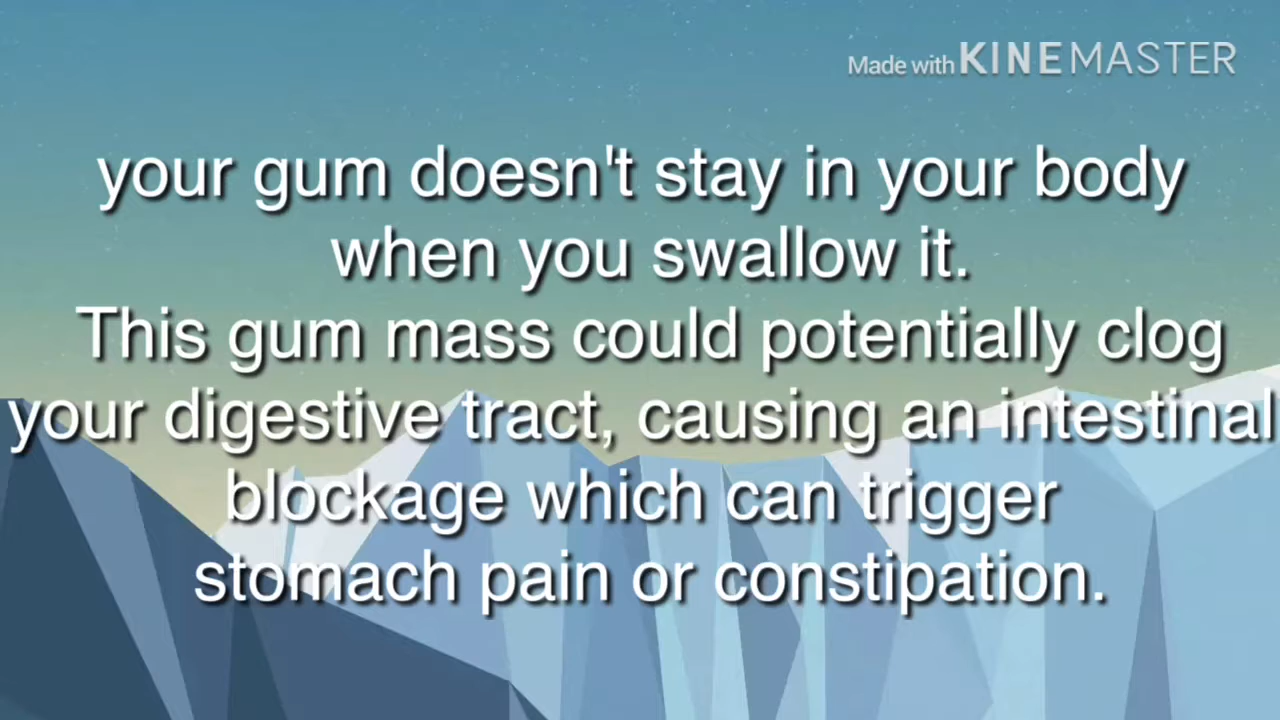 Made with KINEMASTER
your gum doesn't stay in your body
when you swallow it.
This gum mass could potentially clog
your digestive tract, causing an intestinal
blockage which can trigger
stomach pain or constipation.